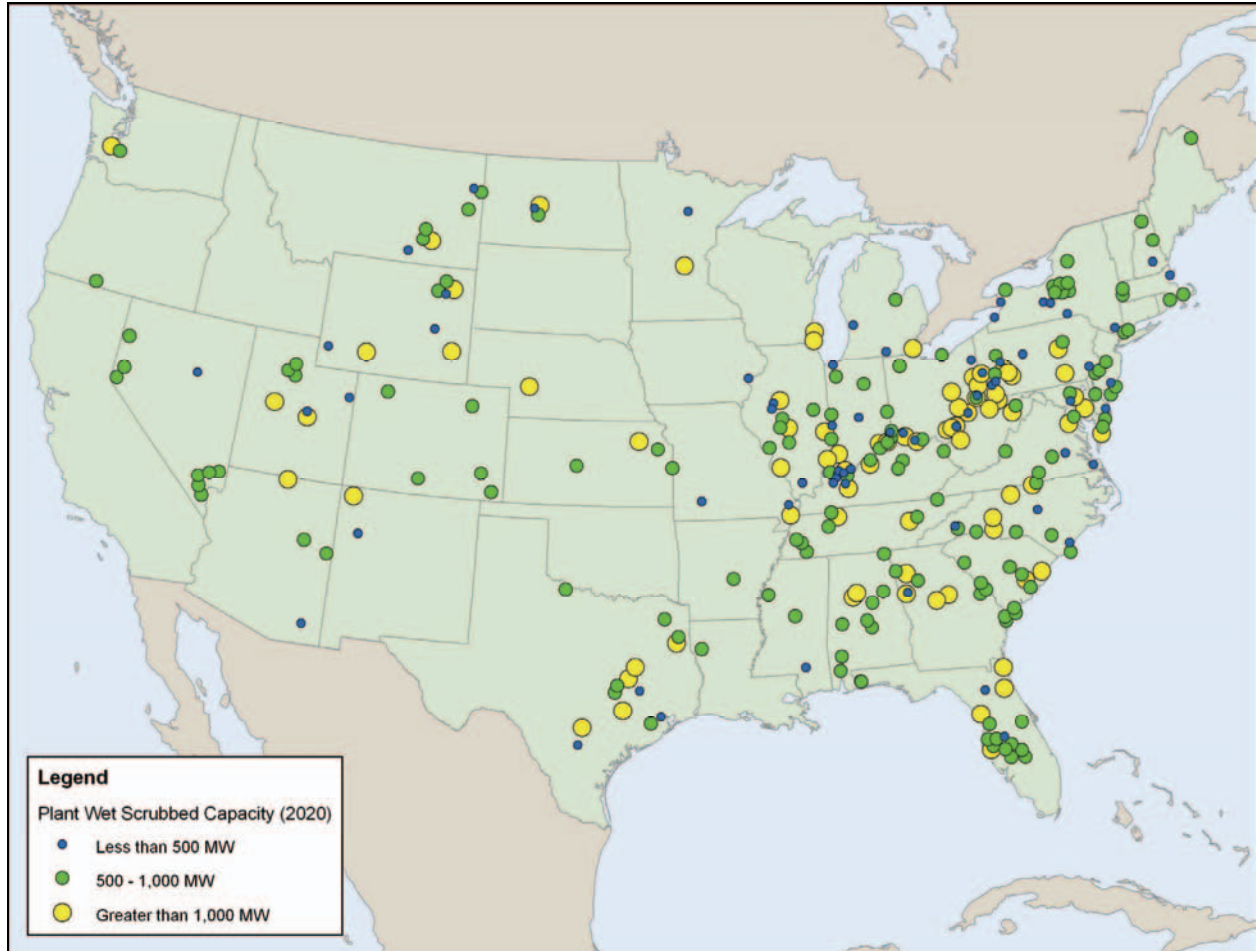 Legend
Plant Wet Scrubbed Capacity (2020)
Less than 500 MW
500 - 1,000 MW
Greater than 1,000 MW